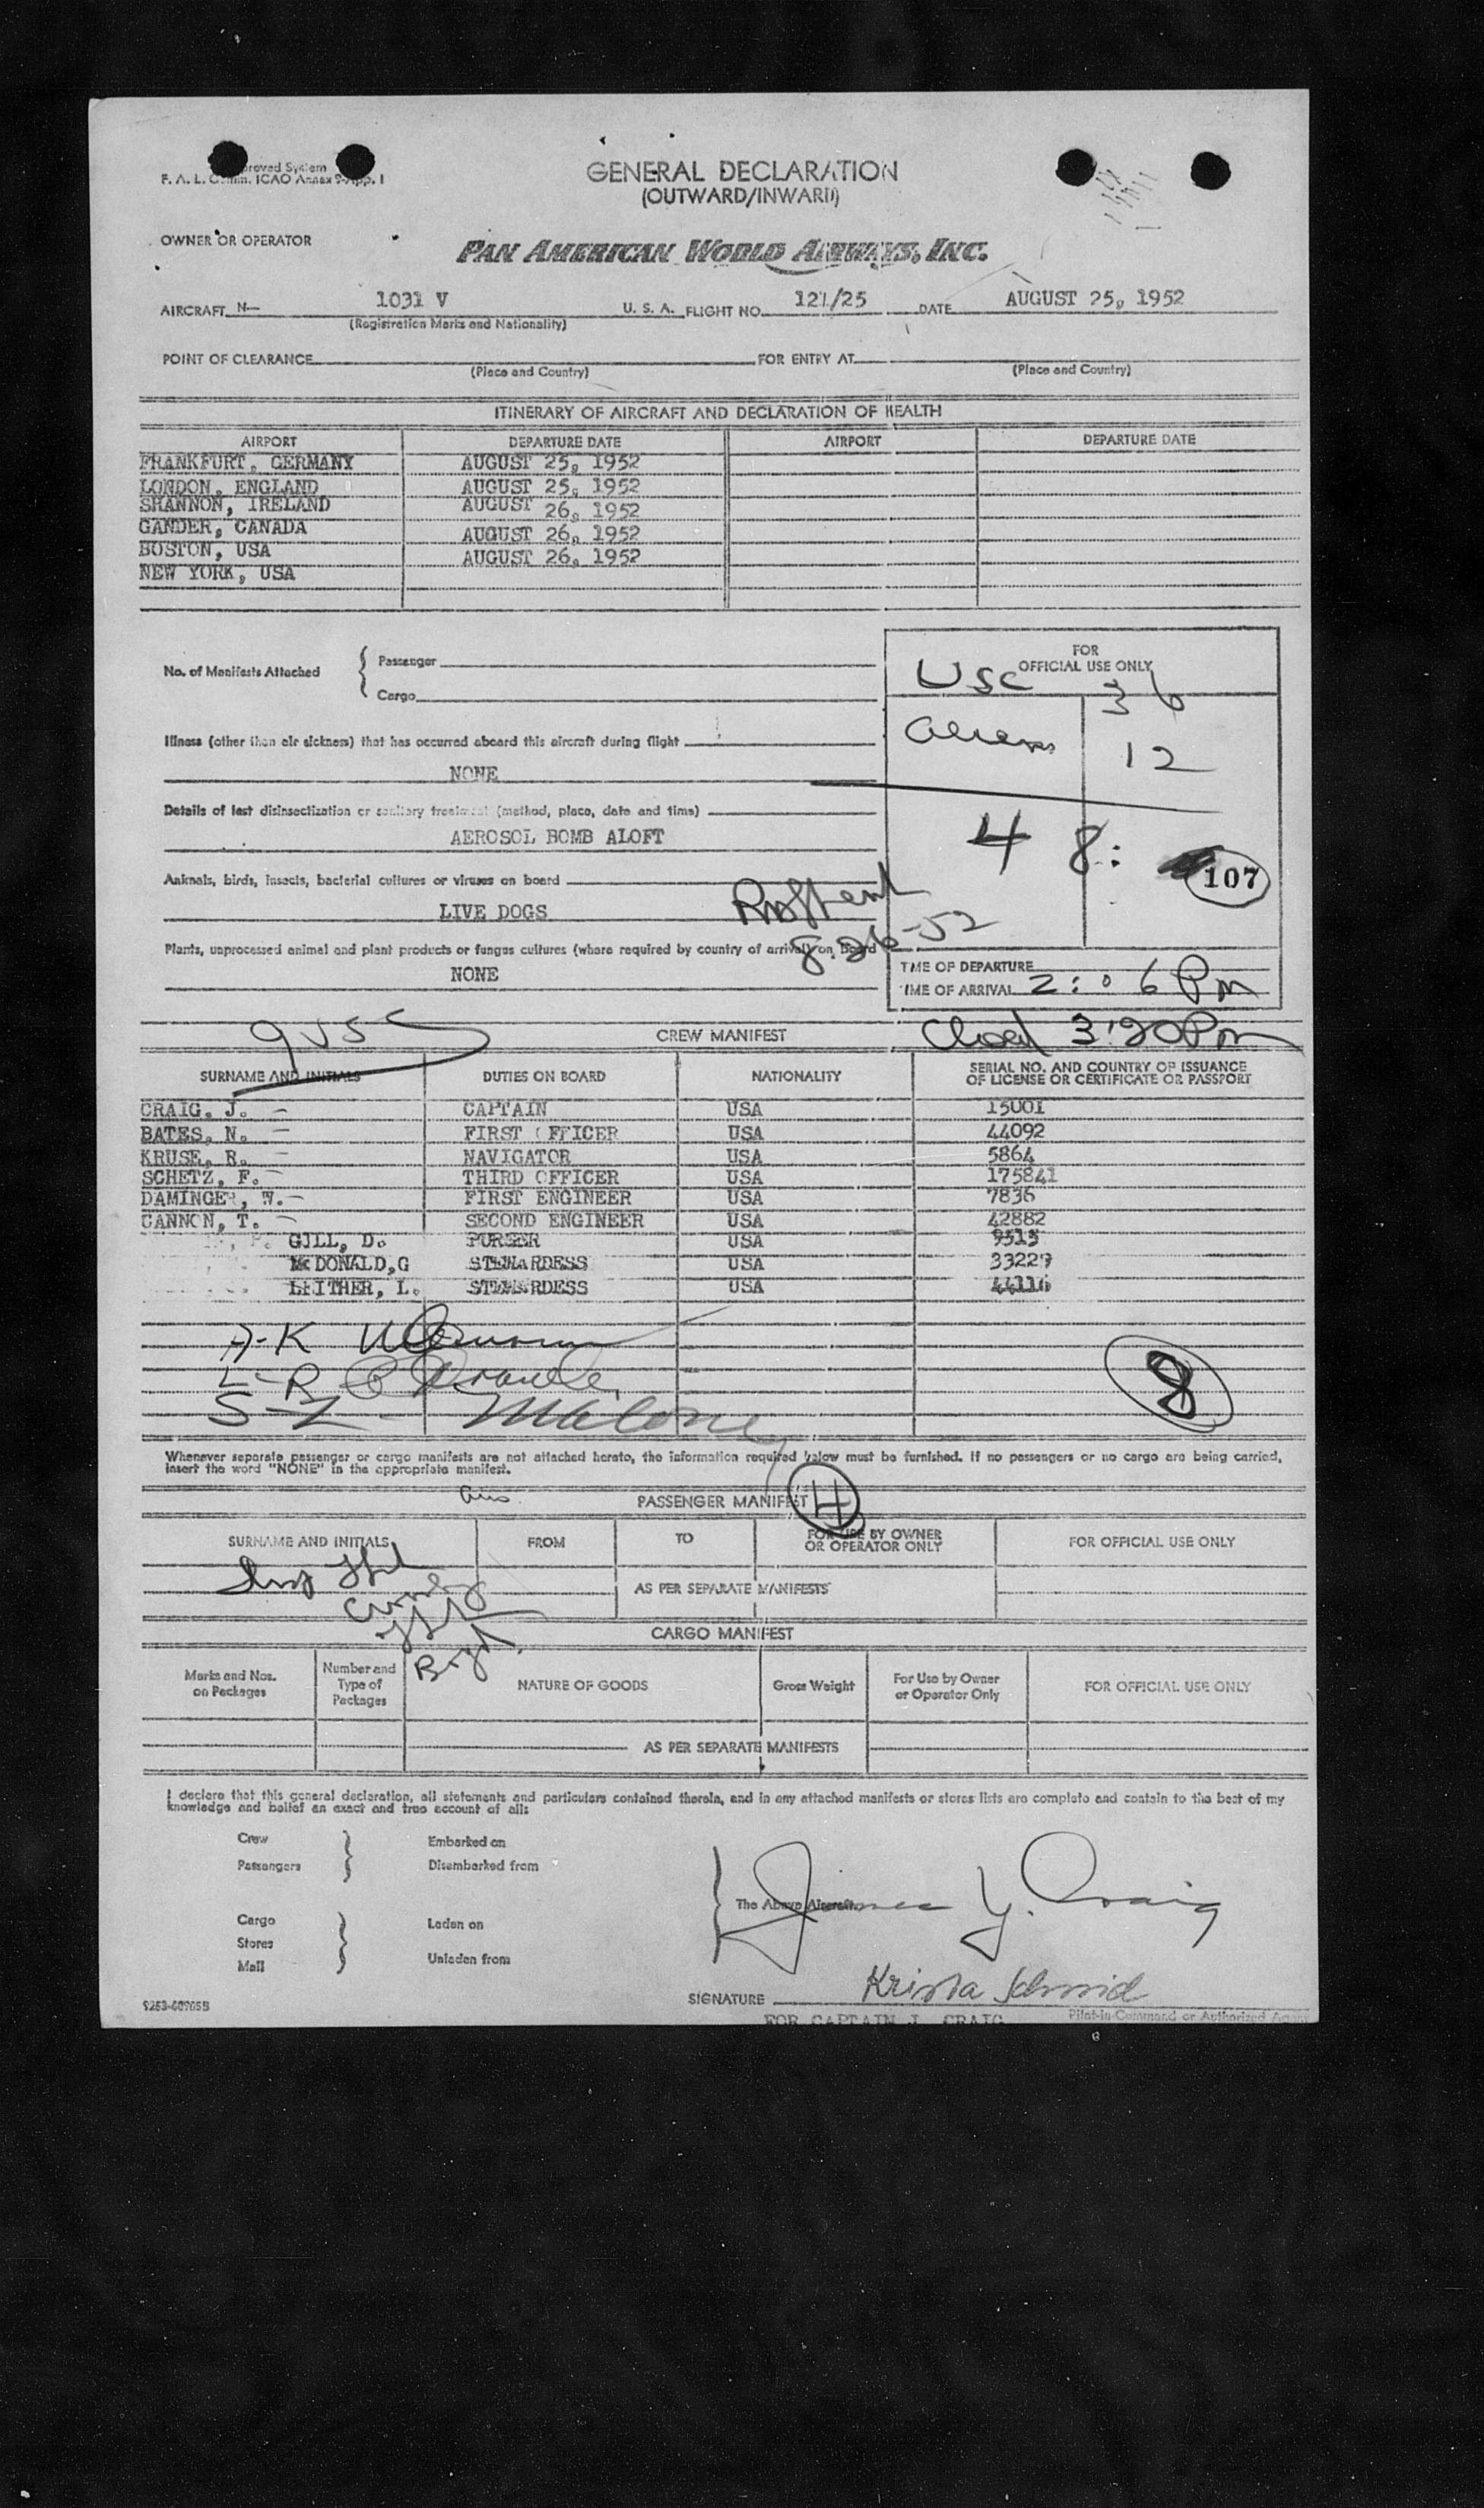 GENERAL DECLARATION
(OUTWARD/INWARD)
F. A. L. Comm. ICAO Annex 9-App. I
OWNER OR OPERATOR
PAN AMERICAN WORLD AIRWAYS, INC.
AIRCRAFT N- 1031 V U. S. A. FLIGHT NO. 121/25 DATE AUGUST 25, 1952
(Registration Marks and Nationality)
POINT OF CLEARANCE FOR ENTRY AT
(Place and Country) (Place and Country)
ITINERARY OF AIRCRAFT AND DECLARATION OF HEALTH
AIRPORT DEPARTURE DATE AIRPORT DEPARTURE DATE
FRANKFURT, GERMANY AUGUST 25, 1952
LONDON, ENGLAND AUGUST 25, 1952
SHANNON, IRELAND AUGUST 26, 1952
GANDER, CANADA AUGUST 26, 1952
BOSTON, USA AUGUST 26, 1952
NEW YORK, USA
No. of Manifests Attached { Passenger
Cargo
FOR
OFFICIAL USE ONLY
USC 36
Aliens 12
48:
107
Illness (other than air sickness) that has occurred aboard this aircraft during flight
NONE
Details of last disinsectization or sanitary treatment (method, place, date and time)
AEROSOL BOMB ALOFT
Animals, birds, insects, bacterial cultures or viruses on board
LIVE DOGS
8-26-52
Plants, unprocessed animal and plant products or fungus cultures (where required by country of arrival) on board
NONE
TIME OF DEPARTURE
TIME OF ARRIVAL 2:06 Pm
9 USC
CREW MANIFEST
3:20 Pm
SURNAME AND INITIALS DUTIES ON BOARD NATIONALITY SERIAL NO. AND COUNTRY OF ISSUANCE
OF LICENSE OR CERTIFICATE OR PASSPORT
CRAIG, J. CAPTAIN USA 15001
BATES, N. FIRST OFFICER USA 44092
KRUSE, R. NAVIGATOR USA 5864
SCHETZ, F. THIRD OFFICER USA 175841
DAMINGER, W. FIRST ENGINEER USA 7836
CANNON, T. SECOND ENGINEER USA 42882
GILL, D. PURSER USA 9515
McDONALD,G STEWARDESS USA 33229
LEITHER, L. STEWARDESS USA 44116
A-K
L-R
S-Z Maloney
8
Whenever separate passenger or cargo manifests are not attached hereto, the information required below must be furnished. If no passengers or no cargo are being carried,
insert the word "NONE" in the appropriate manifest.
PASSENGER MANIFEST
4
SURNAME AND INITIALS FROM TO FOR USE BY OWNER
OR OPERATOR ONLY FOR OFFICIAL USE ONLY
AS PER SEPARATE MANIFESTS
CARGO MANIFEST
Marks and Nos.
on Packages
Number and
Type of
Packages
NATURE OF GOODS Gross Weight
For Use by Owner
or Operator Only
FOR OFFICIAL USE ONLY
AS PER SEPARATE MANIFESTS
I declare that this general declaration, all statements and particulars contained therein, and in any attached manifests or stores lists are complete and contain to the best of my
knowledge and belief an exact and true account of all:
Crew Embarked on
Passengers Disembarked from
The Above Aircraft.
James Y. Craig
Cargo Laden on
Stores
Mail Unladen from
SIGNATURE Krista Schmid
FOR CAPTAIN J. CRAIG Pilot-in-Command or Authorized Agent